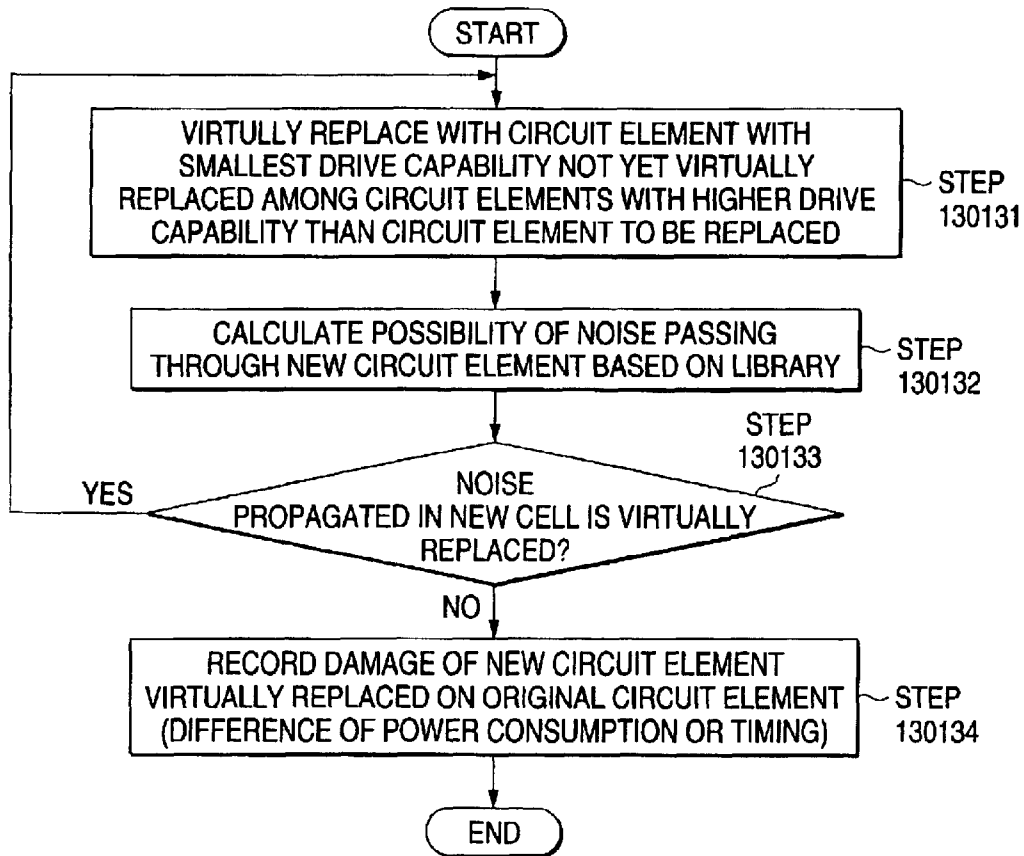 START
VIRTULLY REPLACE WITH CIRCUIT ELEMENT WITH
SMALLEST DRIVE CAPABILITY NOT YET VIRTUALLY
REPLACED AMONG CIRCUIT ELEMENTS WITH HIGHER DRIVE
CAPABILITY THAN CIRCUIT ELEMENT TO BE REPLACED
STEP
130131
CALCULATE POSSIBILITY OF NOISE PASSING
THROUGH NEW CIRCUIT ELEMENT BASED ON LIBRARY
STEP
130132
STEP
130133
YES
NOISE
PROPAGATED IN NEW CELL IS VIRTUALLY
REPLACED?
NO
RECORD DAMAGE OF NEW CIRCUIT ELEMENT
VIRTUALLY REPLACED ON ORIGINAL CIRCUIT ELEMENT
(DIFFERENCE OF POWER CONSUMPTION OR TIMING)
STEP
130134
END